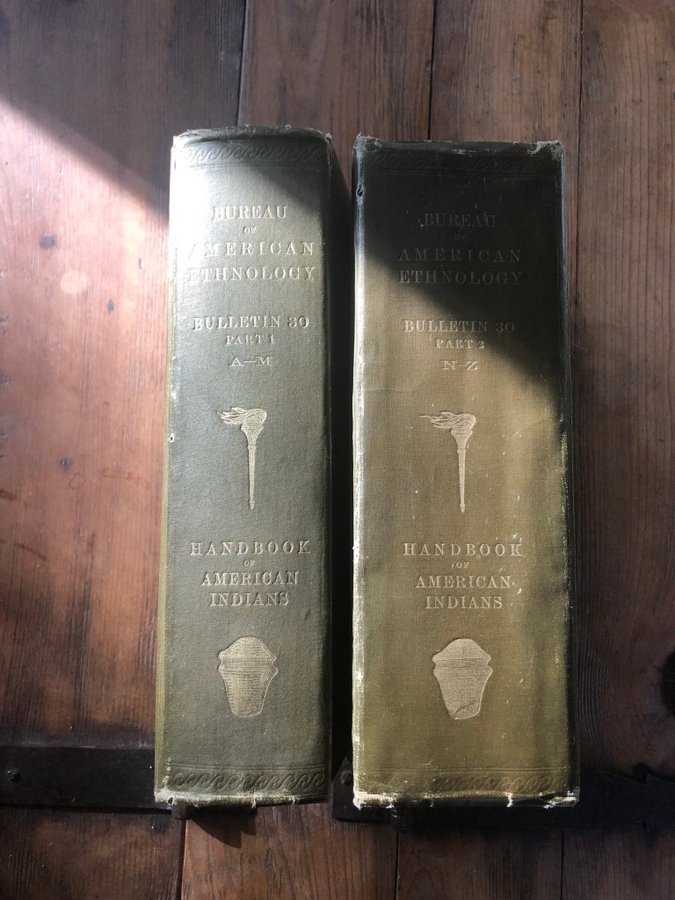 BUREAU
OF
AMERICAN
ETHNOLOGY
BULLETIN 30
PART 1
A—M
HANDBOOK
OF
AMERICAN
INDIANS
BUREAU
OF
AMERICAN
ETHNOLOGY
BULLETIN 30
PART 2
N-Z
HANDBOOK
OF
AMERICAN
INDIANS